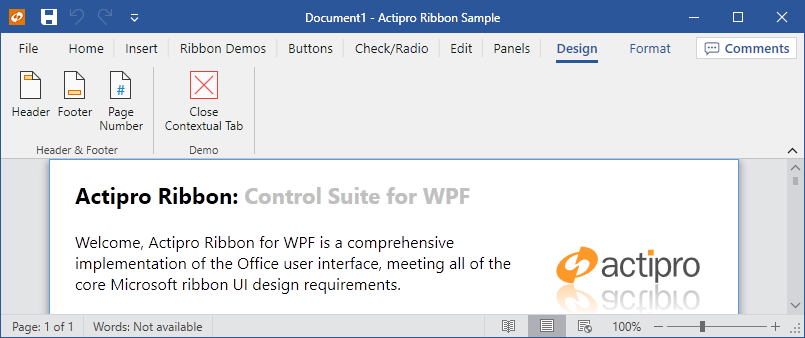 Document1 - Actipro Ribbon Sample
File Home Insert Ribbon Demos Buttons Check/Radio Edit Panels Design Format Comments
Header Footer Page Number Close Contextual Tab
Header & Footer Demo
Actipro Ribbon: Control Suite for WPF
Welcome, Actipro Ribbon for WPF is a comprehensive
implementation of the Office user interface, meeting all of the
core Microsoft ribbon UI design requirements.
actipro
Page: 1 of 1 Words: Not available 100%